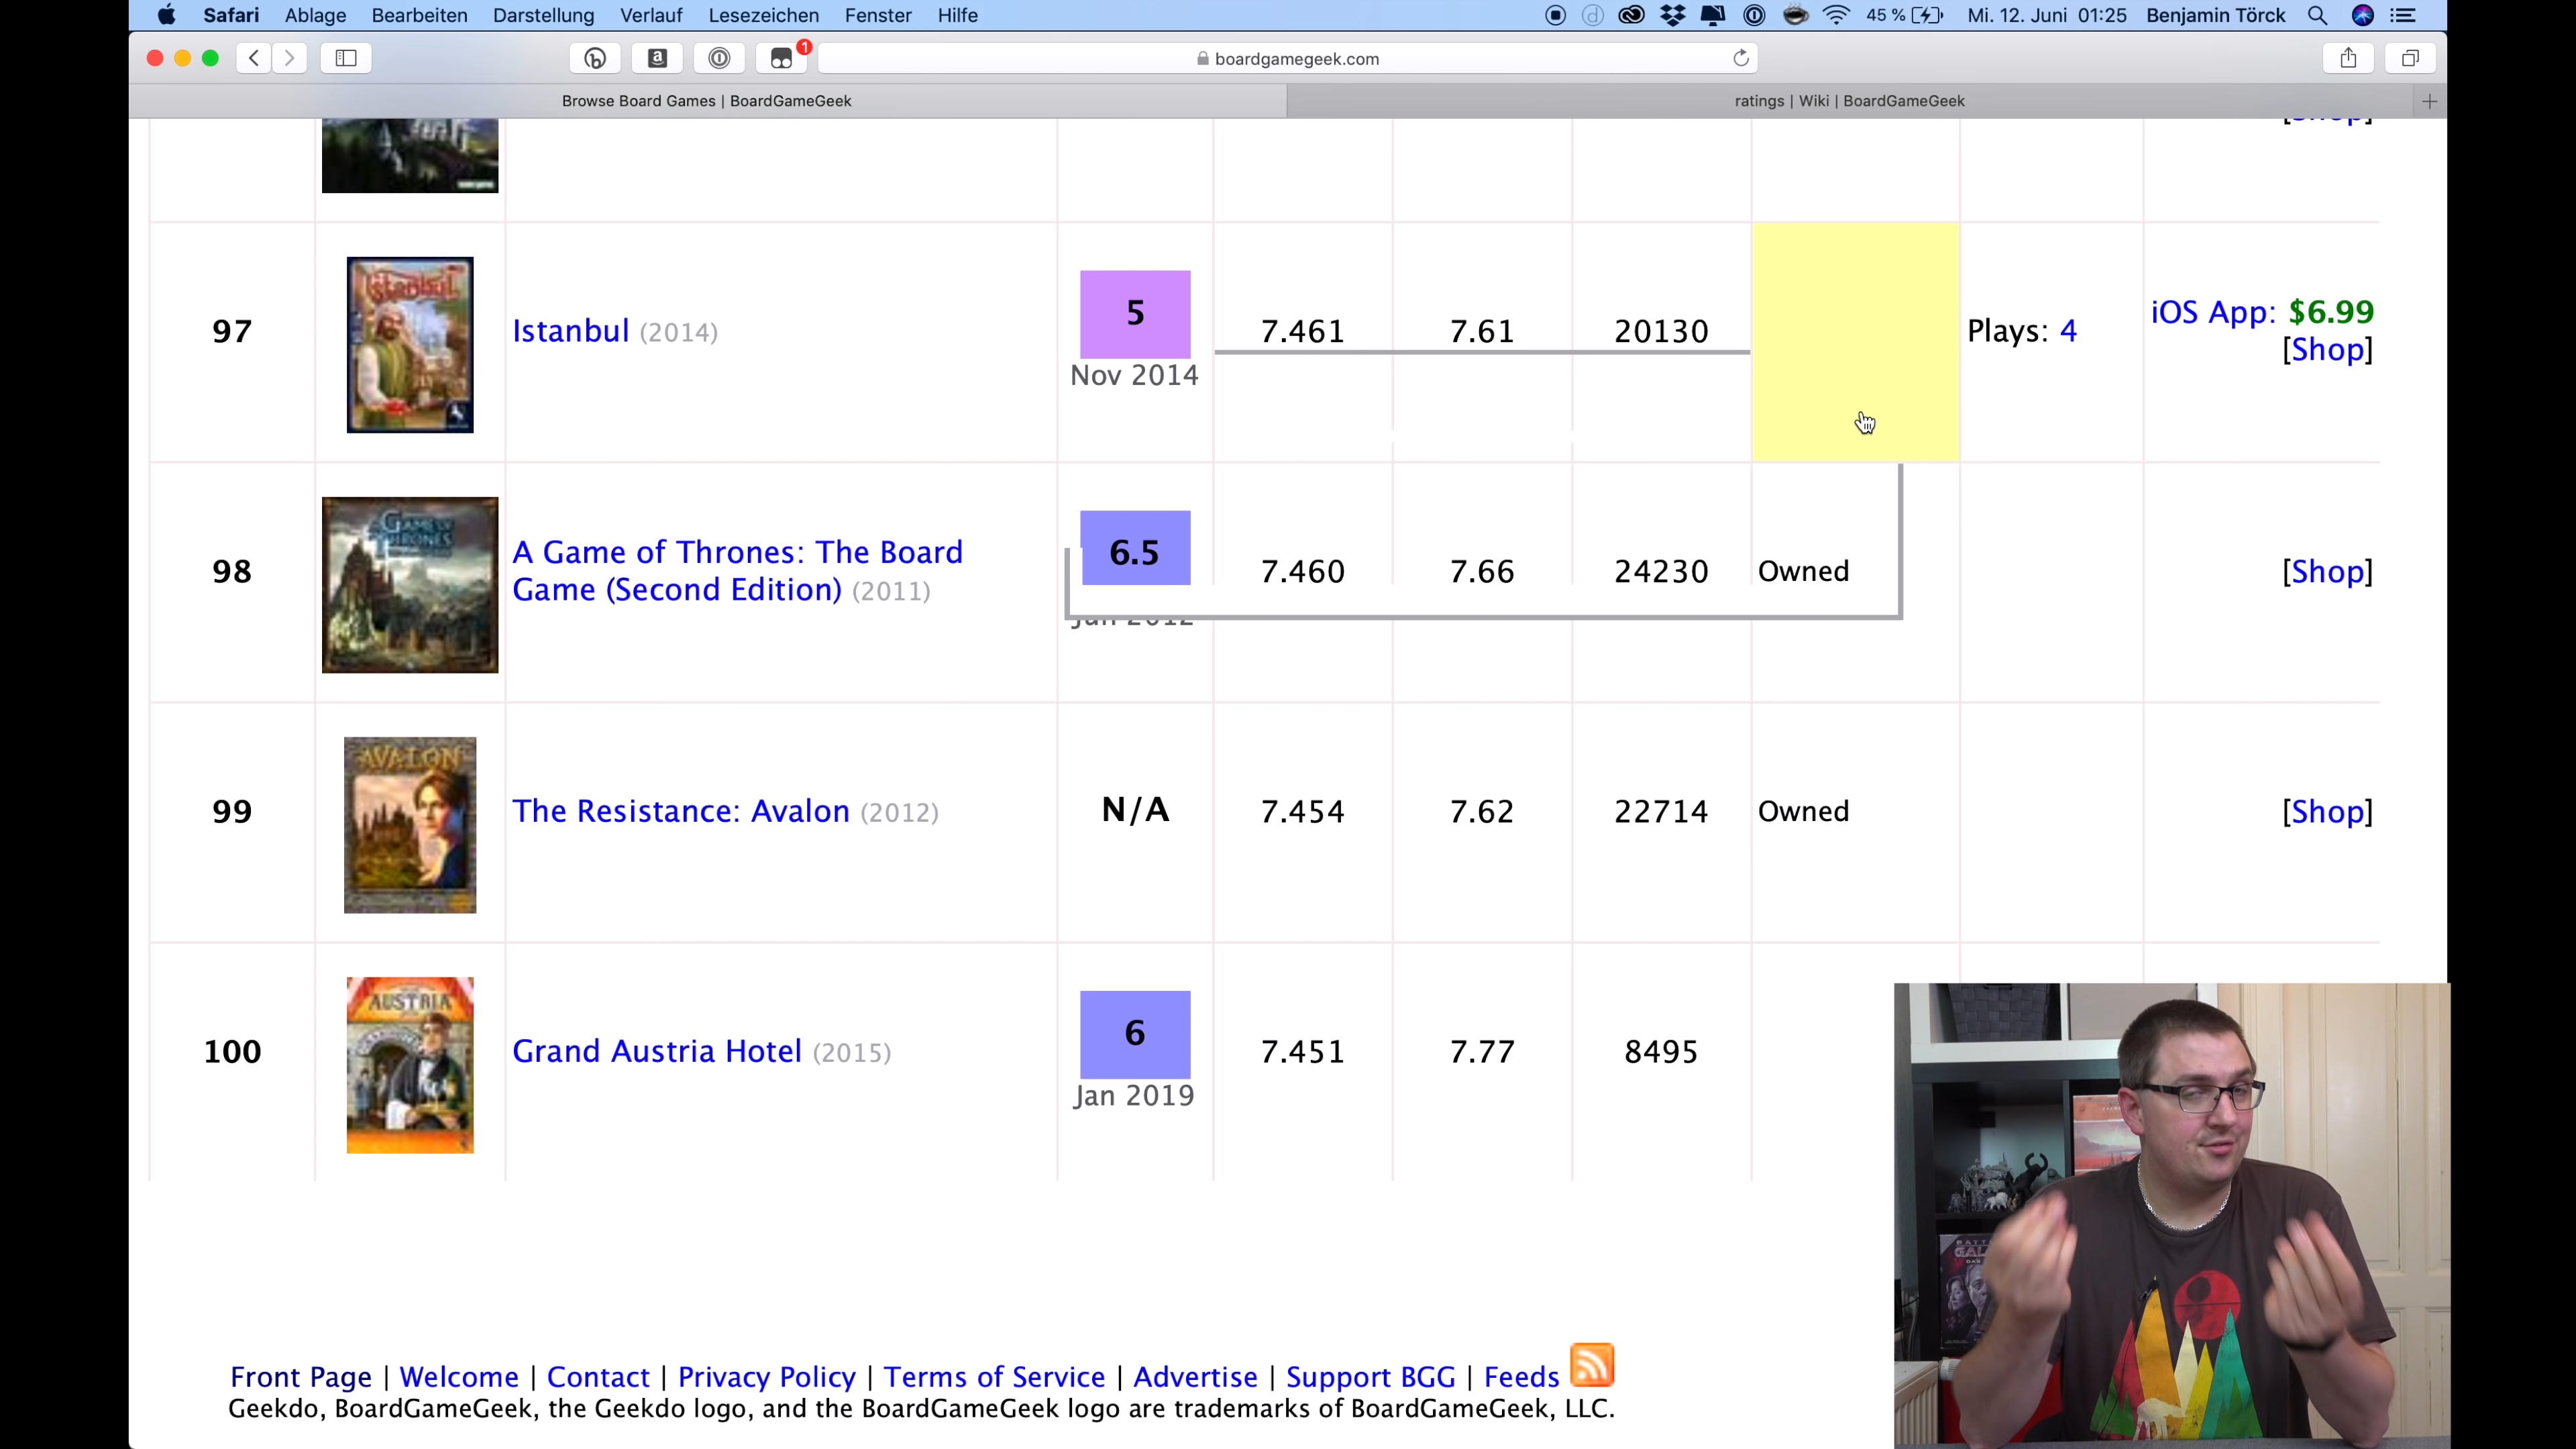 Safari Ablage Bearbeiten Darstellung Verlauf Lesezeichen Fenster Hilfe 45 % Mi. 12. Juni 01:25 Benjamin Törck
1
boardgamegeek.com
Browse Board Games | BoardGameGeek
ratings | Wiki | BoardGameGeek
[Shop]
97
Istanbul
Istanbul (2014)
5
Nov 2014
7.461
7.61
20130
Plays: 4
iOS App: $6.99
[Shop]
98
A Game of Thrones: The Board
Game (Second Edition) (2011)
6.5
7.460
7.66
24230
Owned
[Shop]
99
AVALON
The Resistance: Avalon (2012)
N/A
7.454
7.62
22714
Owned
[Shop]
100
AUSTRIA
Grand Austria Hotel (2015)
6
Jan 2019
7.451
7.77
8495
Front Page | Welcome | Contact | Privacy Policy | Terms of Service | Advertise | Support BGG | Feeds
Geekdo, BoardGameGeek, the Geekdo logo, and the BoardGameGeek logo are trademarks of BoardGameGeek, LLC.